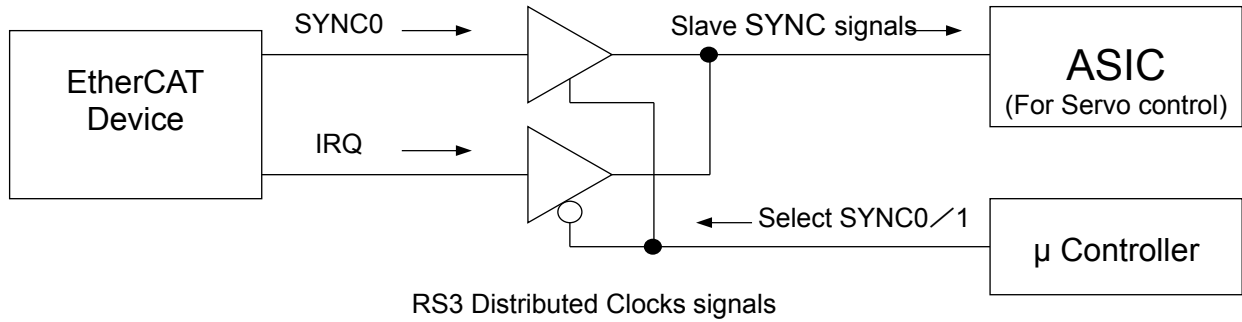 SYNC0
Slave SYNC signals
EtherCAT
Device
ASIC
(For Servo control)
IRQ
Select SYNC0／1
μ Controller
RS3 Distributed Clocks signals